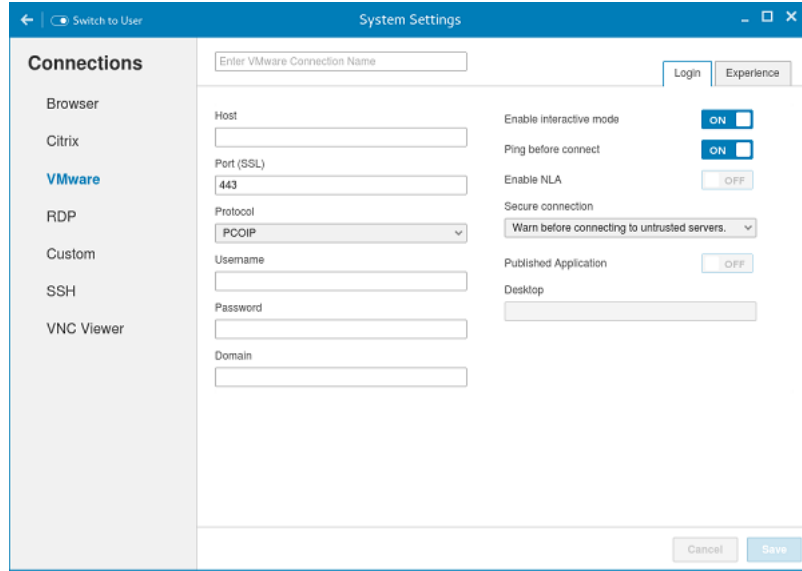 Switch to User
System Settings
Connections
Browser
Citrix
VMware
RDP
Custom
SSH
VNC Viewer
Enter VMware Connection Name
Login
Experience
Host
Port (SSL)
443
Protocol
PCOIP
Username
Password
Domain
Enable interactive mode
ON
Ping before connect
ON
Enable NLA
OFF
Secure connection
Warn before connecting to untrusted servers.
Published Application
OFF
Desktop
Cancel
Save